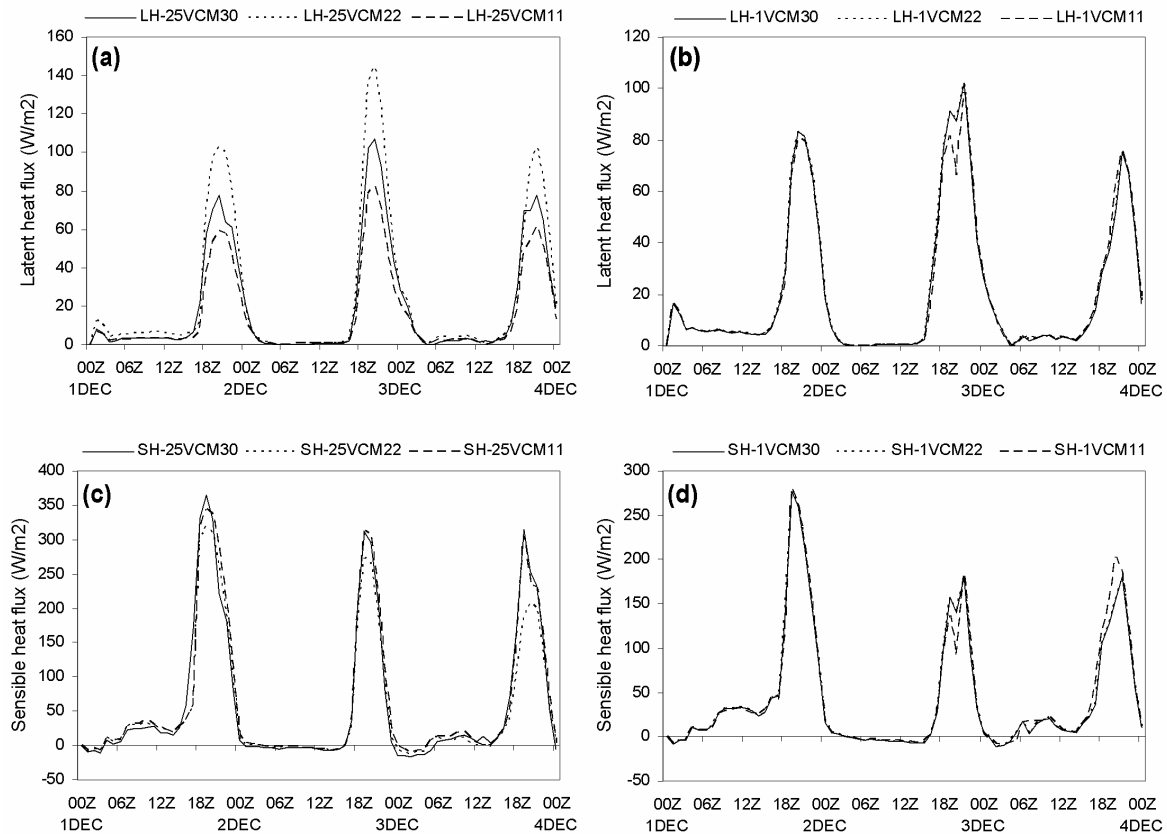 LH-25VCM30 LH-25VCM22 LH-25VCM11
(a)
Latent heat flux (W/m2)
160
140
120
100
80
60
40
20
0
00Z 06Z 12Z 18Z 00Z 06Z 12Z 18Z 00Z 06Z 12Z 18Z 00Z
1DEC 2DEC 3DEC 4DEC
LH-1VCM30 LH-1VCM22 LH-1VCM11
(b)
Latent heat flux (W/m2)
120
100
80
60
40
20
0
00Z 06Z 12Z 18Z 00Z 06Z 12Z 18Z 00Z 06Z 12Z 18Z 00Z
1DEC 2DEC 3DEC 4DEC
SH-25VCM30 SH-25VCM22 SH-25VCM11
(c)
Sensible heat flux (W/m2)
400
350
300
250
200
150
100
50
0
-50
00Z 06Z 12Z 18Z 00Z 06Z 12Z 18Z 00Z 06Z 12Z 18Z 00Z
1DEC 2DEC 3DEC 4DEC
SH-1VCM30 SH-1VCM22 SH-1VCM11
(d)
Sensible heat flux (W/m2)
300
250
200
150
100
50
0
-50
00Z 06Z 12Z 18Z 00Z 06Z 12Z 18Z 00Z 06Z 12Z 18Z 00Z
1DEC 2DEC 3DEC 4DEC